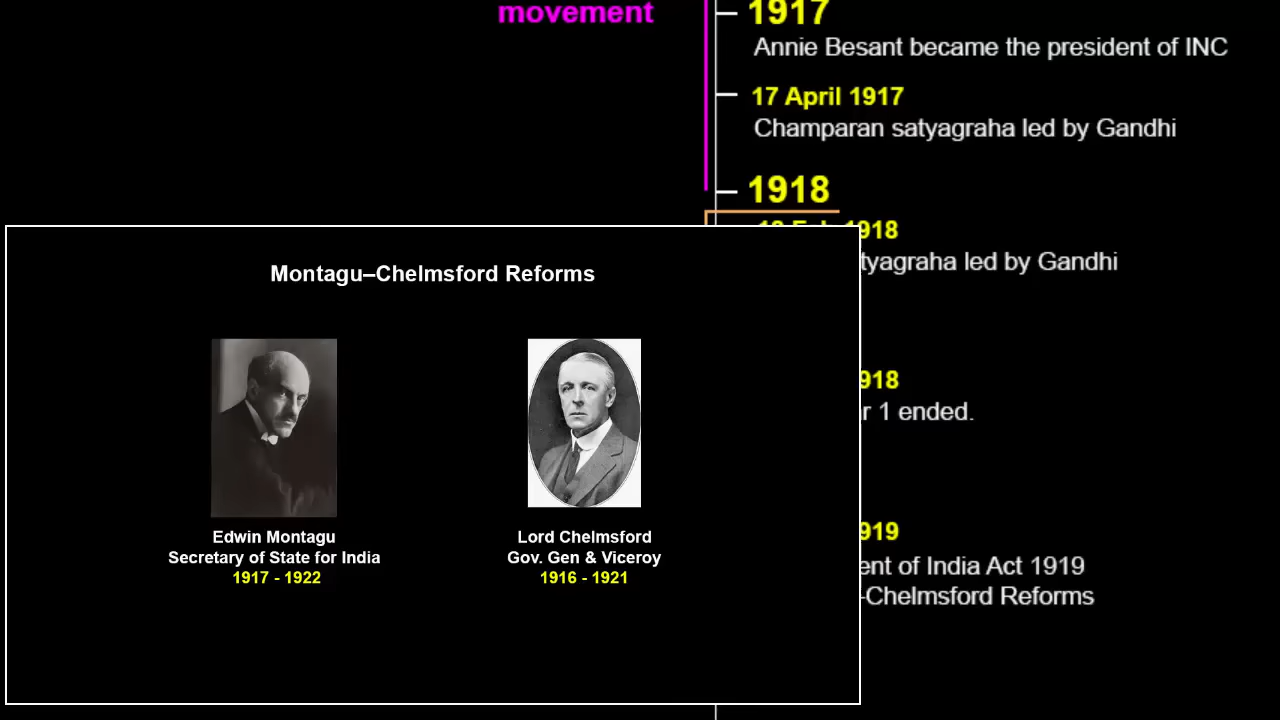 movement
1917
Annie Besant became the president of INC
17 April 1917
Champaran satyagraha led by Gandhi
1918
918
tyagraha led by Gandhi
918
r 1 ended.
919
ent of India Act 1919
-Chelmsford Reforms
Montagu–Chelmsford Reforms
Edwin Montagu
Secretary of State for India
1917 - 1922
Lord Chelmsford
Gov. Gen & Viceroy
1916 - 1921